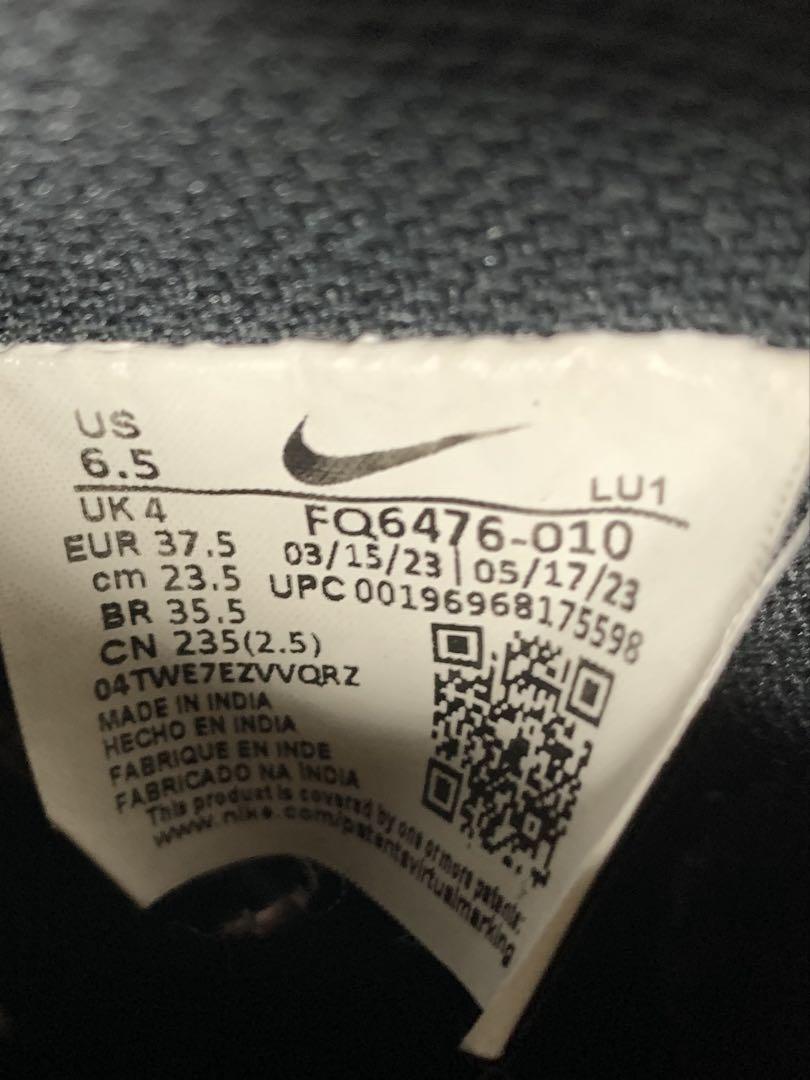 US
6.5
LU1
UK 4
FQ6476-010
EUR 37.5
03/15/23 | 05/17/23
cm 23.5
UPC 00196968175598
BR 35.5
CN 235(2.5)
04TWE7EZVVQRZ
MADE IN INDIA
HECHO EN INDIA
FABRIQUE EN INDE
FABRICADO NA ÍNDIA
This product is covered by one or more patents:
www.nike.com/patentsvirtualmarking